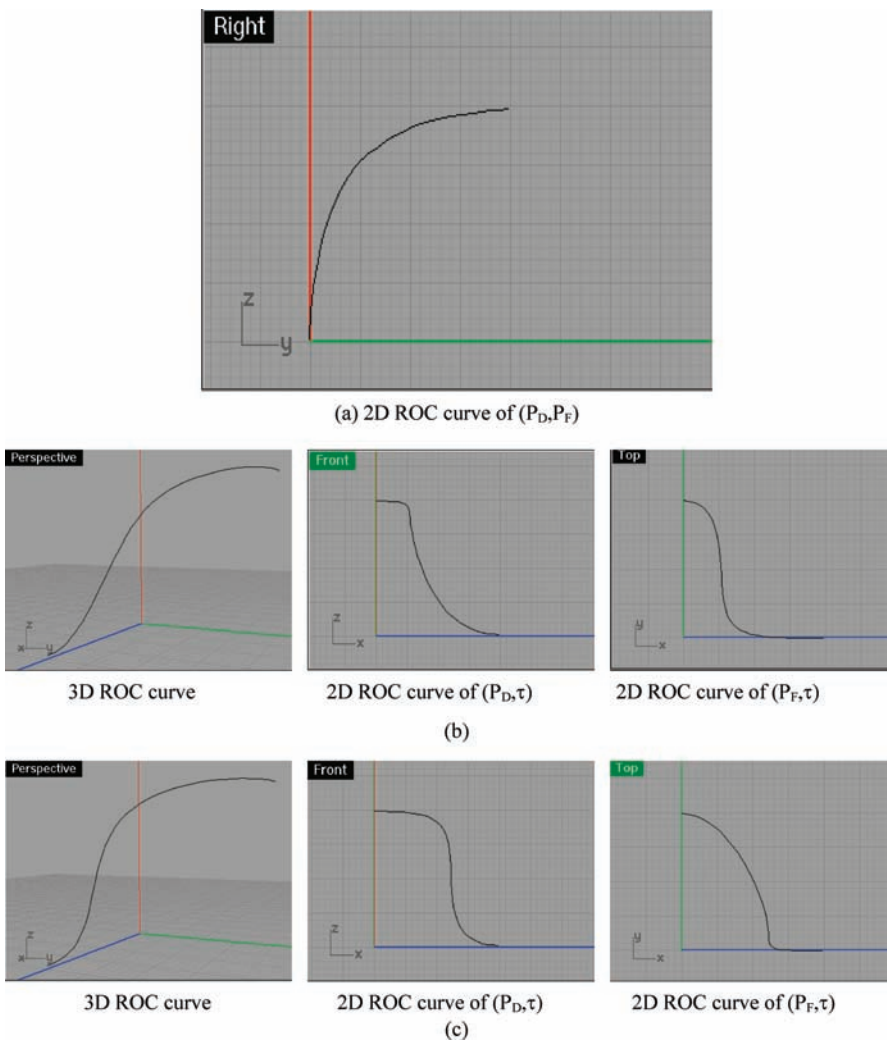 Right
z
y
(a) 2D ROC curve of (P_D,P_F)
Perspective
Front
Top
z
x y
z
x
y
x
3D ROC curve
2D ROC curve of (P_D,τ)
2D ROC curve of (P_F,τ)
(b)
Perspective
Front
Top
z
x y
z
x
y
x
3D ROC curve
2D ROC curve of (P_D,τ)
2D ROC curve of (P_F,τ)
(c)